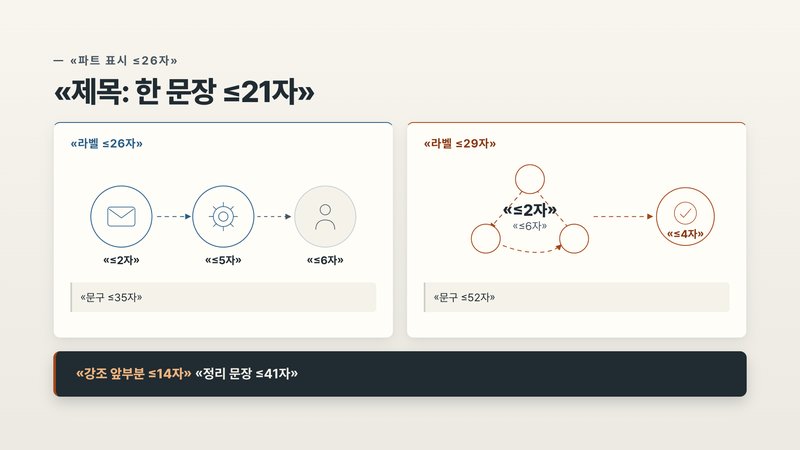 — «파트 표시 ≤26자»
«제목: 한 문장 ≤21자»
«라벨 ≤26자»
«≤2자»
«≤5자»
«≤6자»
«문구 ≤35자»
«라벨 ≤29자»
«≤2자»
«≤6자»
«≤4자»
«문구 ≤52자»
«강조 앞부분 ≤14자» «정리 문장 ≤41자»